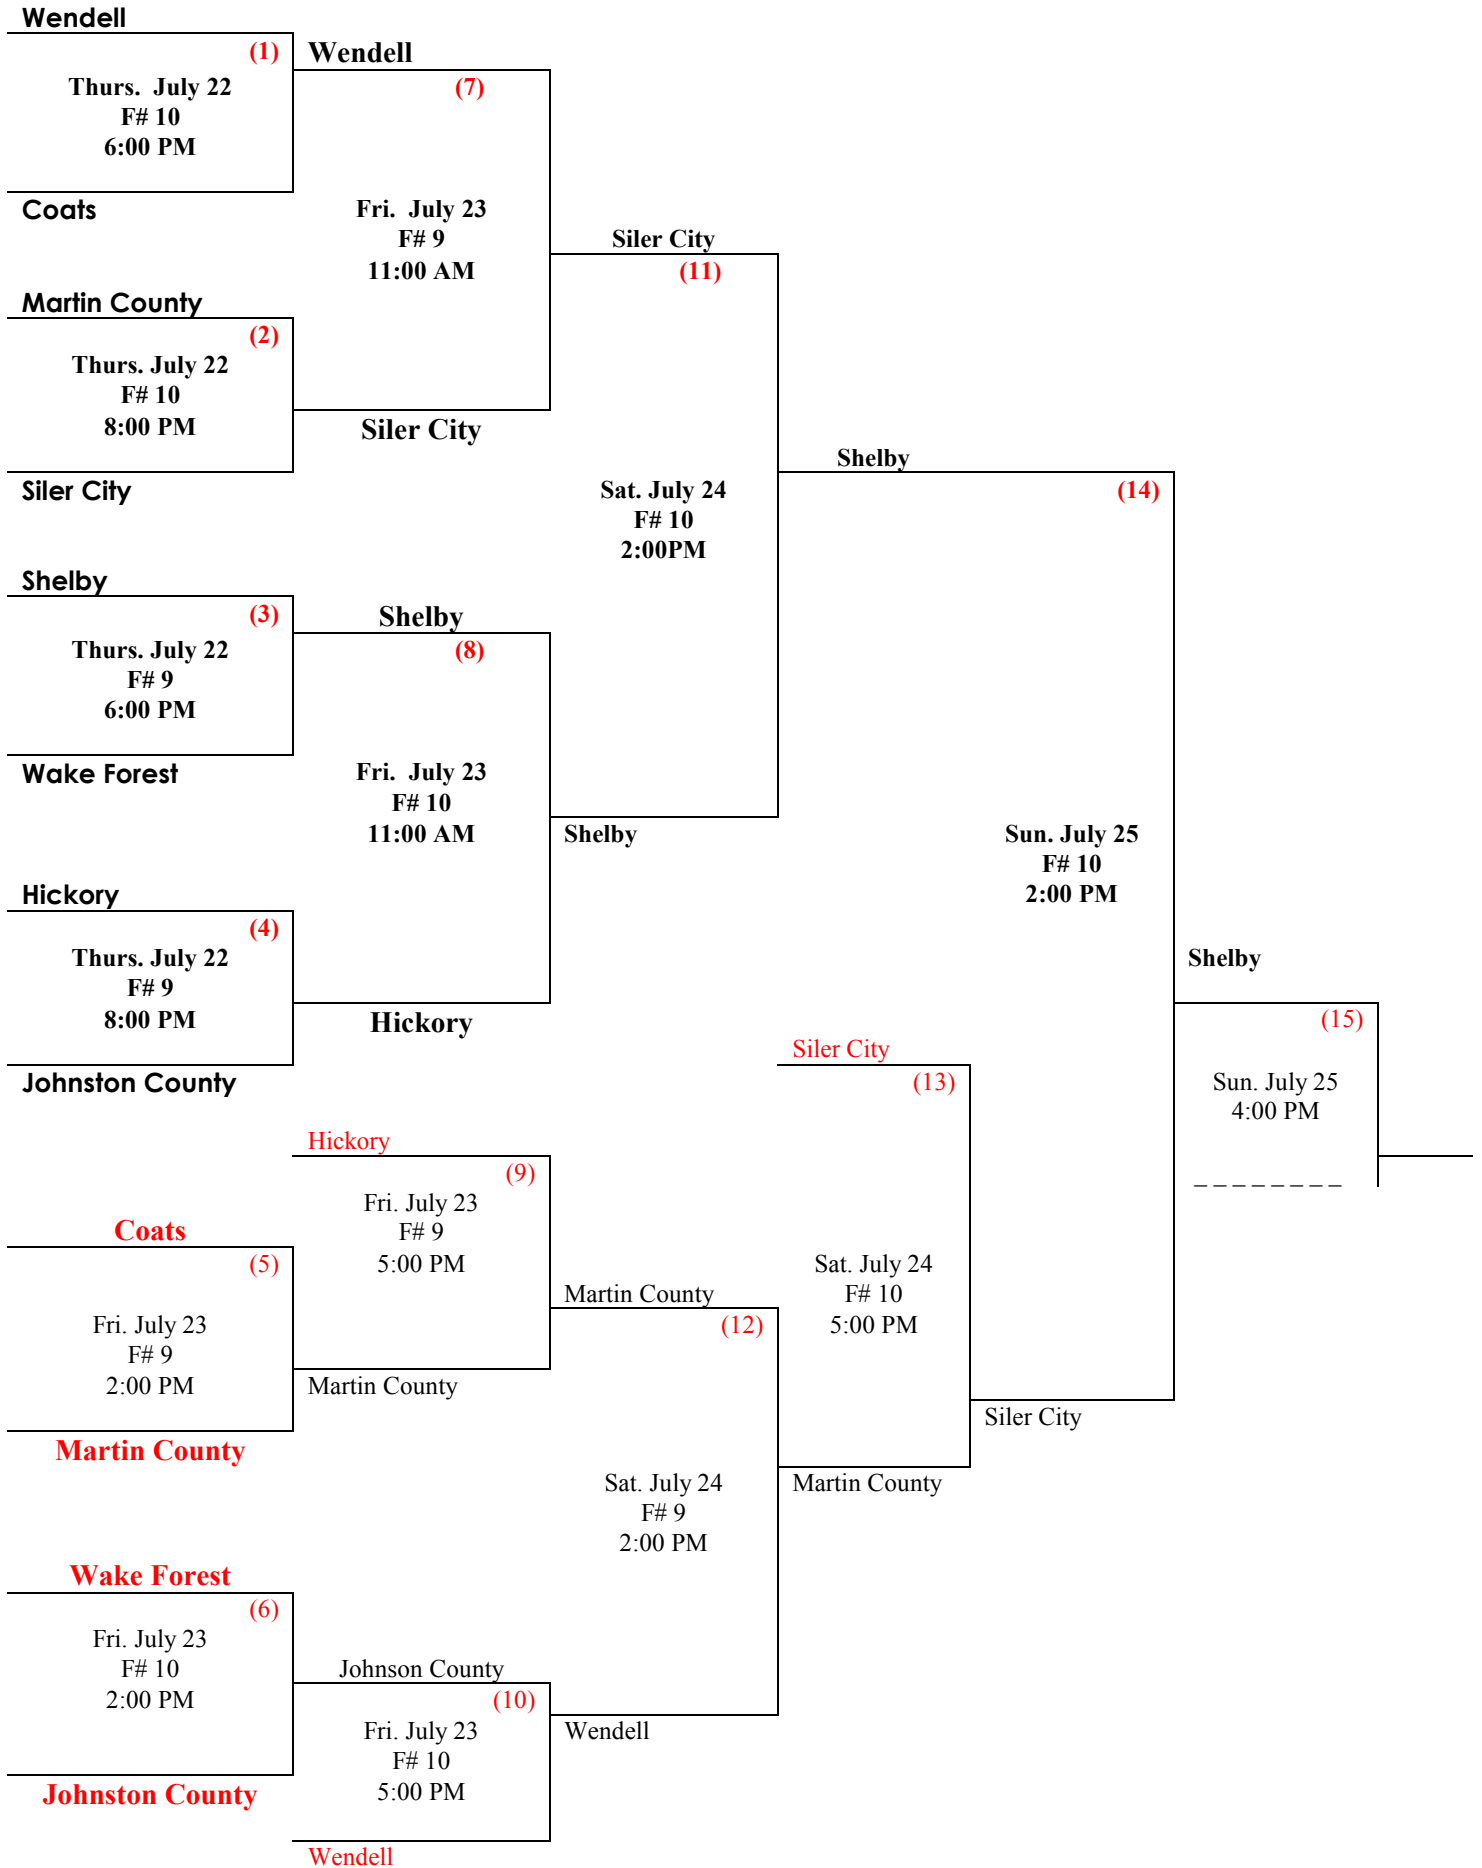 Wendell
(1)
Thurs. July 22
F# 10
6:00 PM
Coats
Martin County
(2)
Thurs. July 22
F# 10
8:00 PM
Siler City
Shelby
(3)
Thurs. July 22
F# 9
6:00 PM
Wake Forest
Hickory
(4)
Thurs. July 22
F# 9
8:00 PM
Johnston County
Wendell
(7)
Fri. July 23
F# 9
11:00 AM
Siler City
Shelby
(8)
Fri. July 23
F# 10
11:00 AM
Hickory
Siler City
(11)
Sat. July 24
F# 10
2:00PM
Shelby
Shelby
(14)
Sun. July 25
F# 10
2:00 PM
Shelby
(15)
Sun. July 25
4:00 PM
_ _ _ _ _ _ _ _
Coats
(5)
Fri. July 23
F# 9
2:00 PM
Martin County
Wake Forest
(6)
Fri. July 23
F# 10
2:00 PM
Johnston County
Hickory
(9)
Fri. July 23
F# 9
5:00 PM
Martin County
Johnson County
(10)
Fri. July 23
F# 10
5:00 PM
Wendell
Martin County
(12)
Sat. July 24
F# 9
2:00 PM
Wendell
Siler City
(13)
Sat. July 24
F# 10
5:00 PM
Martin County
Siler City